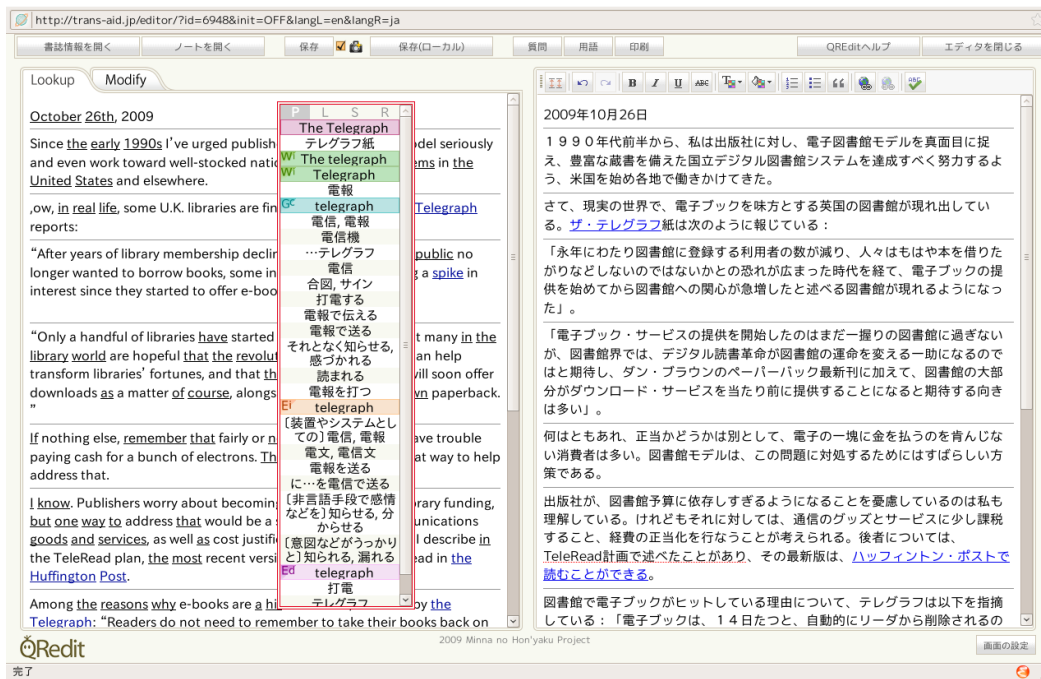 http://trans-aid.jp/editor/?id=6948&init=OFF&langL=en&langR=ja
書誌情報を開く ノートを開く 保存 保存(ローカル) 質問 用語 印刷 QREditヘルプ エディタを閉じる
Lookup Modify
October 26th, 2009
Since the early 1990s I've urged publish
del seriously
and even work toward well-stocked natio
ems in the
United States and elsewhere.
,ow, in real life, some U.K. libraries are fin
Telegraph
reports:
“After years of library membership declin
public no
longer wanted to borrow books, some in
g a spike in
interest since they started to offer e-boo
“Only a handful of libraries have started
t many in the
library world are hopeful that the revolut
an help
transform libraries' fortunes, and that th
vill soon offer
downloads as a matter of course, alongs
wn paperback.
”
If nothing else, remember that fairly or n
ave trouble
paying cash for a bunch of electrons. Th
at way to help
address that.
I know. Publishers worry about becoming
rary funding,
but one way to address that would be a s
unications
goods and services, as well as cost justifi
I describe in
the TeleRead plan, the most recent versi
ead in the
Huffington Post.
Among the reasons why e-books are a hi
by the
Telegraph: “Readers do not need to remember to take their books back on
P L S R
The Telegraph
テレグラフ紙
Wi The telegraph
Wi Telegraph
電報
Gc telegraph
電信, 電報
電信機
…テレグラフ
電信
合図, サイン
打電する
電報で伝える
電報で送る
それとなく知らせる,
感づかれる
読まれる
電報を打つ
Ei telegraph
〔装置やシステムとし
ての〕電信, 電報
電文, 電信文
電報を送る
に…を電信で送る
〔非言語手段で感情
などを〕知らせる, 分
からせる
〔意図などがうっかり
と〕知られる, 漏れる
Ed telegraph
打電
テレグラフ
B I U ABC T ABC
2009年10月26日
１９９０年代前半から、私は出版社に対し、電子図書館モデルを真面目に捉
え、豊富な蔵書を備えた国立デジタル図書館システムを達成すべく努力するよ
う、米国を始め各地で働きかけてきた。
さて、現実の世界で、電子ブックを味方とする英国の図書館が現れ出してい
る。ザ・テレグラフ紙は次のように報じている：
「永年にわたり図書館に登録する利用者の数が減り、人々はもはや本を借りた
がりなどしないのではないかとの恐れが広まった時代を経て、電子ブックの提
供を始めてから図書館への関心が急増したと述べる図書館が現れるようになっ
た」。
「電子ブック・サービスの提供を開始したのはまだ一握りの図書館に過ぎない
が、図書館界では、デジタル読書革命が図書館の運命を変える一助になるので
はと期待し、ダン・ブラウンのペーパーバック最新刊に加えて、図書館の大部
分がダウンロード・サービスを当たり前に提供することになると期待する向き
は多い」。
何はともあれ、正当かどうかは別として、電子の一塊に金を払うのを肯んじな
い消費者は多い。図書館モデルは、この問題に対処するためにはすばらしい方
策である。
出版社が、図書館予算に依存しすぎるようになることを憂慮しているのは私も
理解している。けれどもそれに対しては、通信のグッズとサービスに少し課税
すること、経費の正当化を行なうことが考えられる。後者については、
TeleRead計画で述べたことがあり、その最新版は、ハッフィントン・ポストで
読むことができる。
図書館で電子ブックがヒットしている理由について、テレグラフは以下を指摘
している：「電子ブックは、１４日たつと、自動的にリーダから削除されるの
QRedit
2009 Minna no Hon'yaku Project
画面の設定
完了